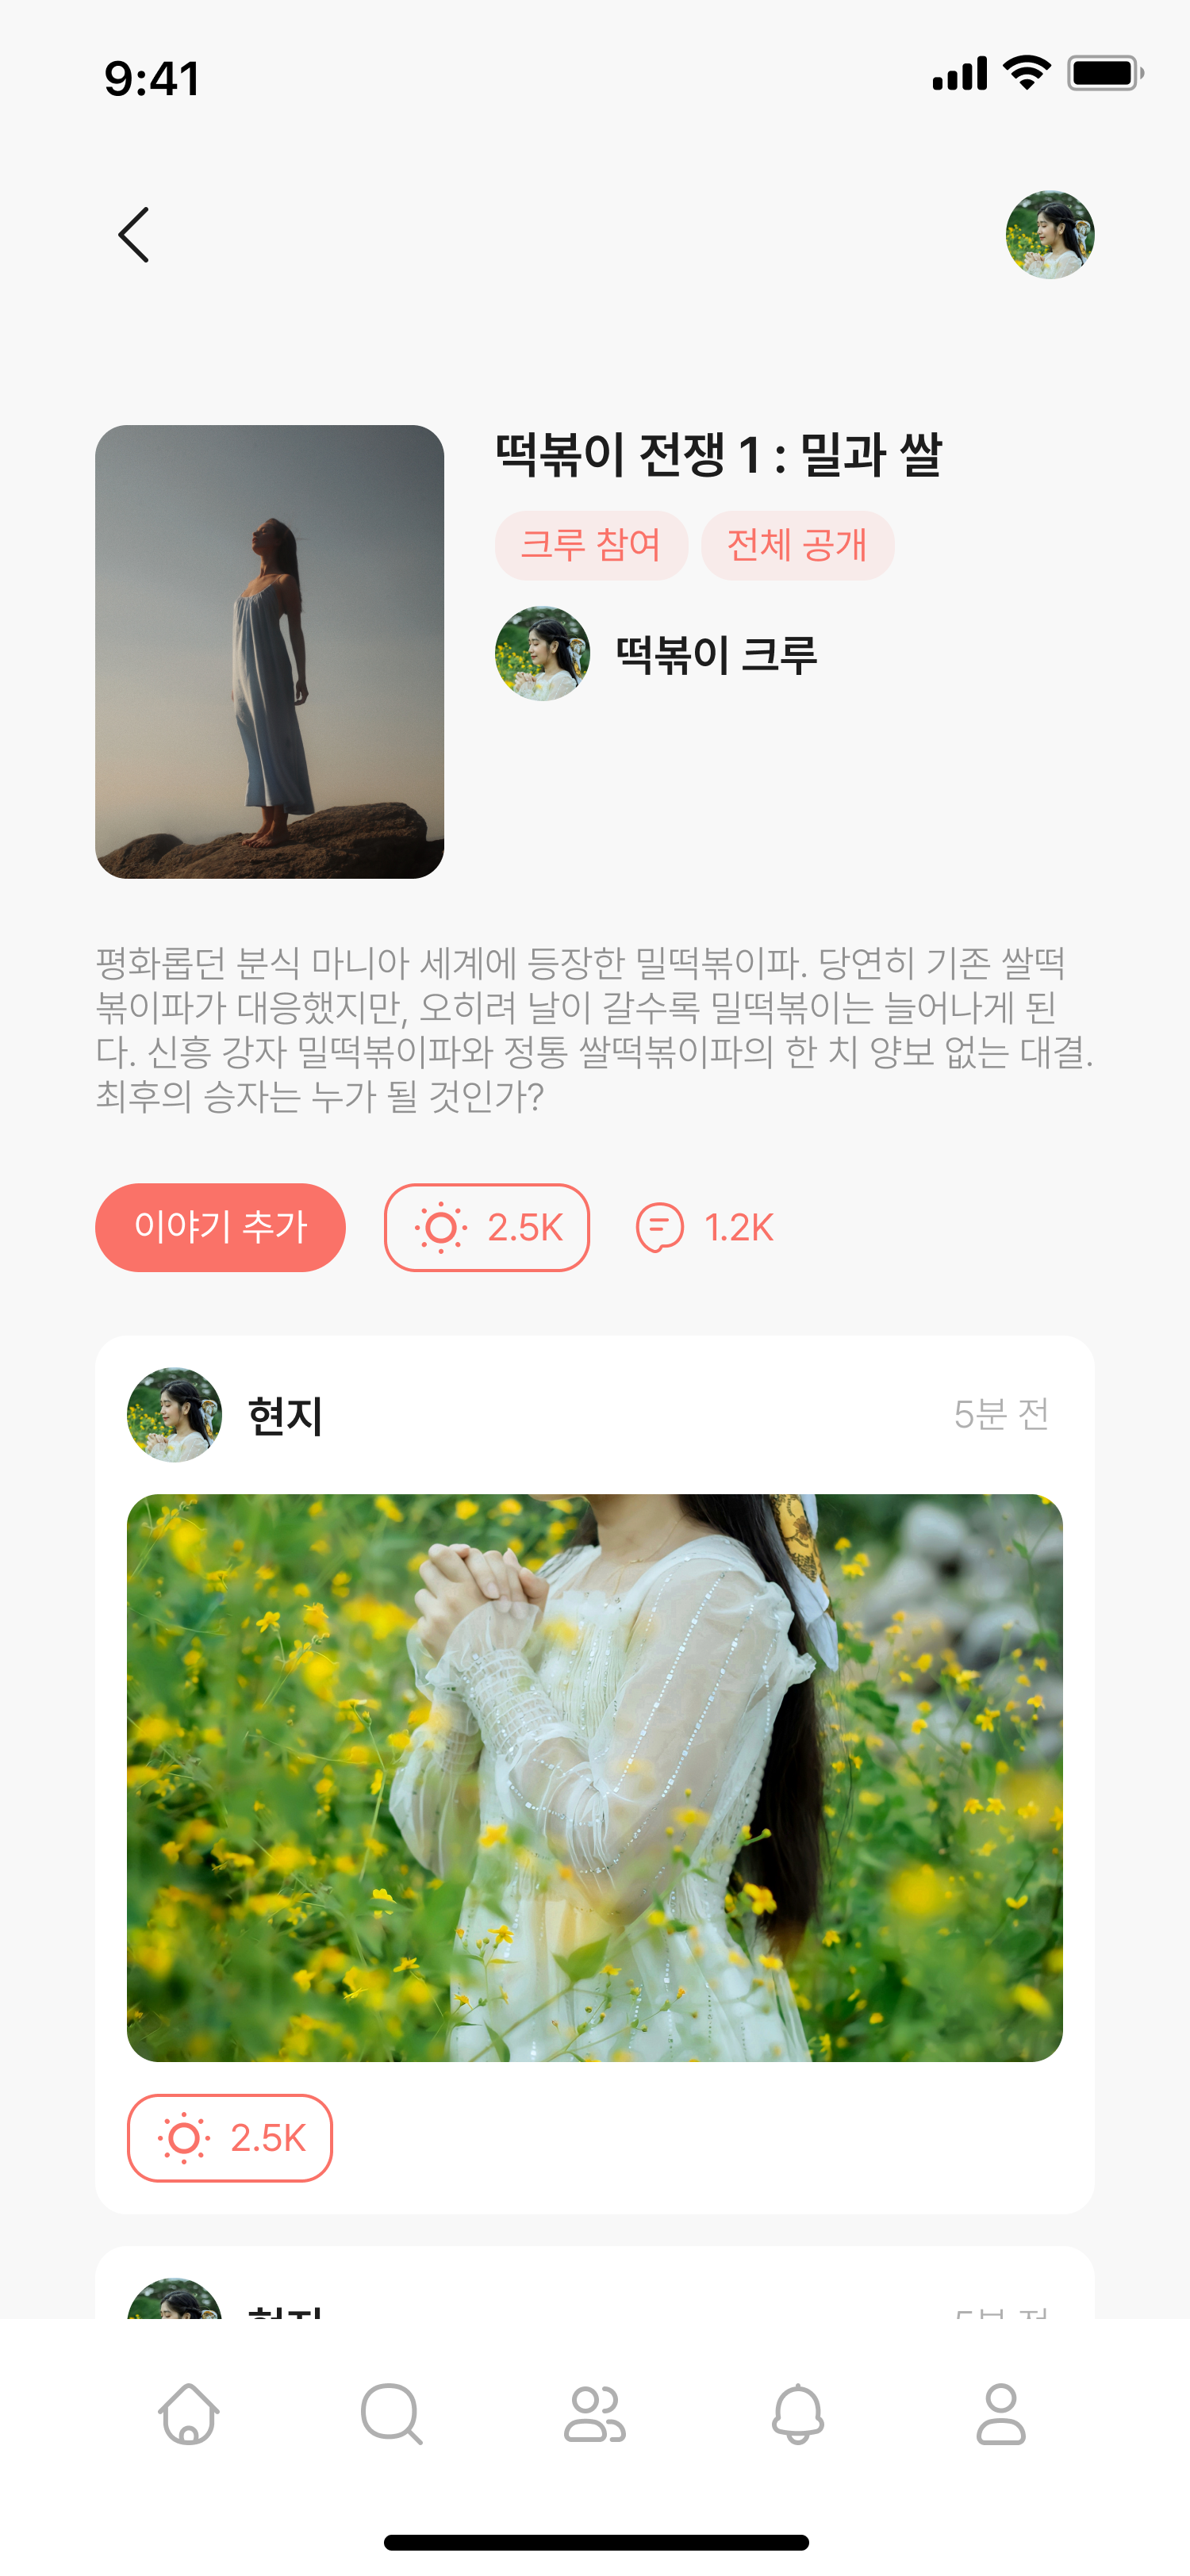 9:41
떡볶이 전쟁 1 : 밀과 쌀
크루 참여 전체 공개
떡볶이 크루
평화롭던 분식 마니아 세계에 등장한 밀떡볶이파. 당연히 기존 쌀떡
볶이파가 대응했지만, 오히려 날이 갈수록 밀떡볶이는 늘어나게 된
다. 신흥 강자 밀떡볶이파와 정통 쌀떡볶이파의 한 치 양보 없는 대결.
최후의 승자는 누가 될 것인가?
이야기 추가 2.5K 1.2K
현지 5분 전
2.5K